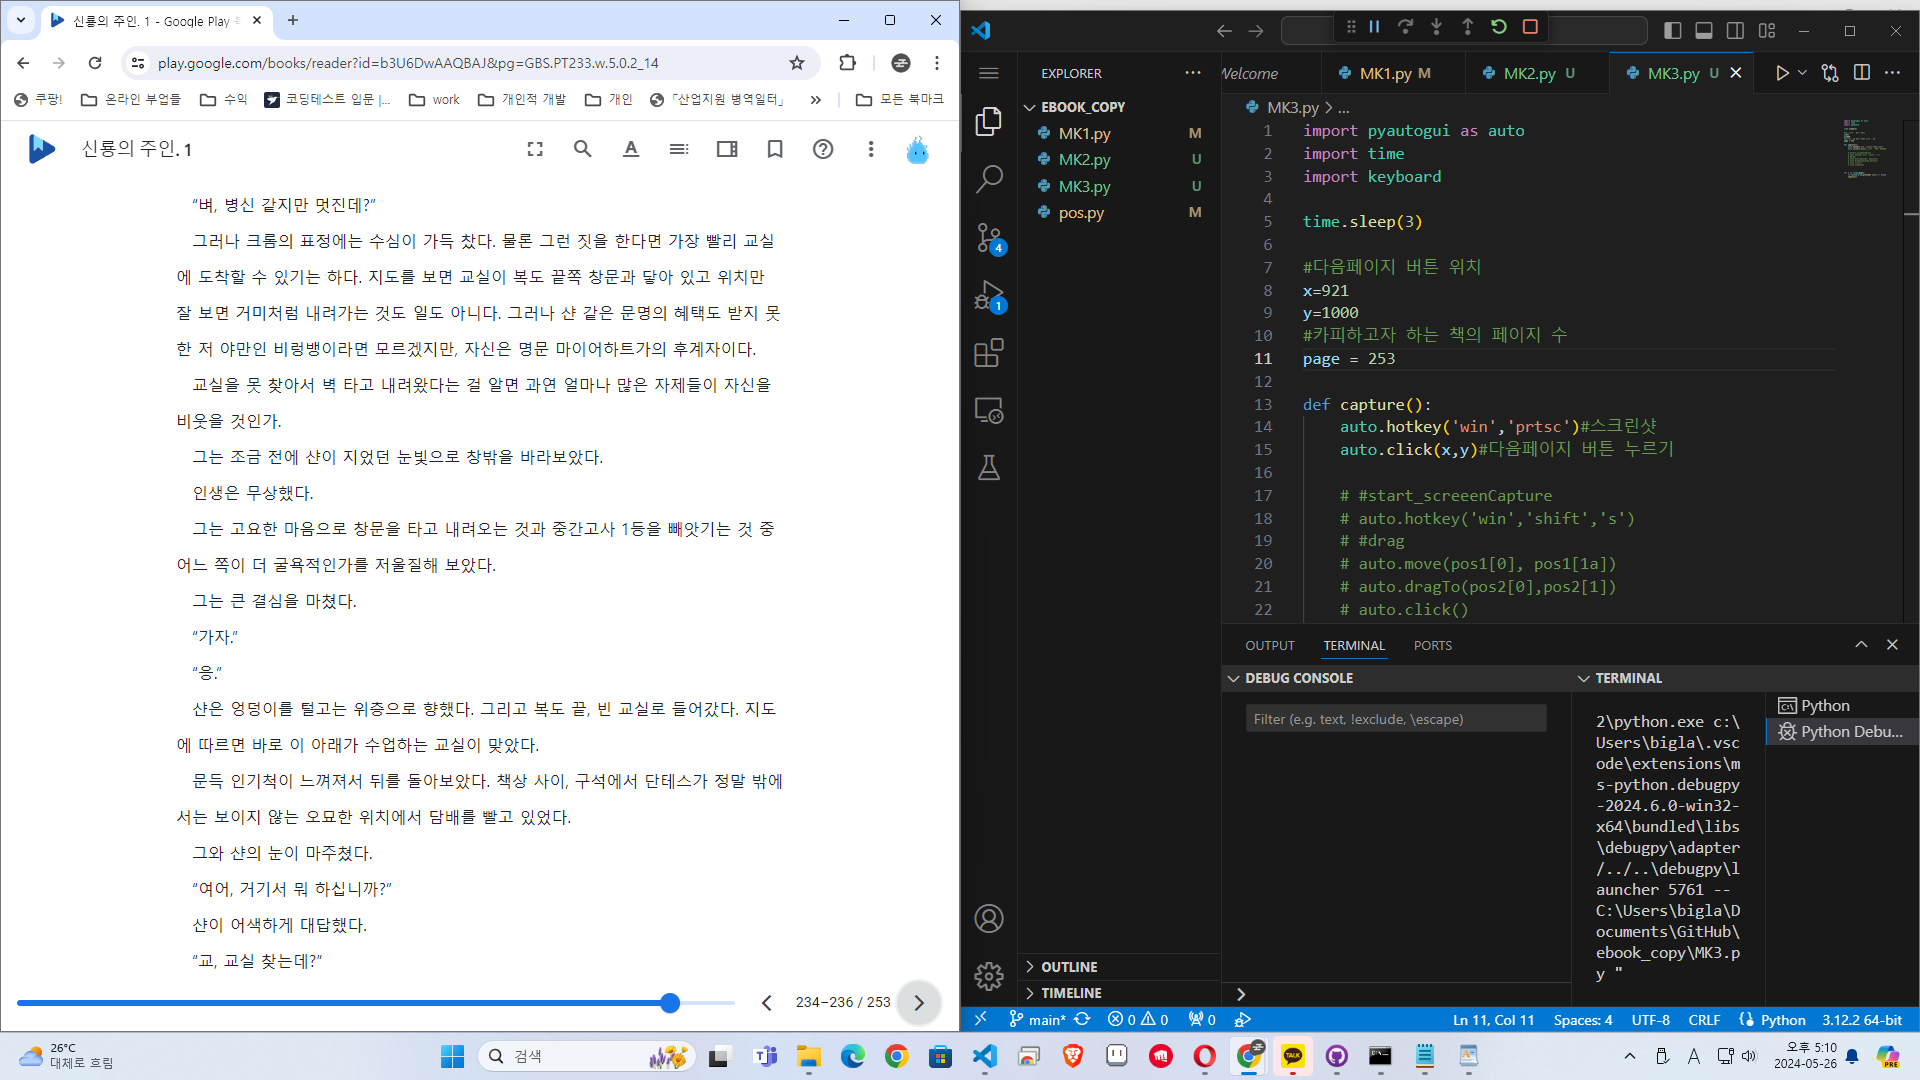 신룡의 주인. 1 - Google Play
play.google.com/books/reader?id=b3U6DwAAQBAJ&pg=GBS.PT233.w.5.0.2_14
쿠팡!
온라인 부업들
수익
코딩테스트 입문 |...
work
개인적 개발
개인
「산업지원 병역일터」
»
모든 북마크
신룡의 주인. 1
“벼, 병신 같지만 멋진데?”
그러나 크롬의 표정에는 수심이 가득 찼다. 물론 그런 짓을 한다면 가장 빨리 교실
에 도착할 수 있기는 하다. 지도를 보면 교실이 복도 끝쪽 창문과 닿아 있고 위치만
잘 보면 거미처럼 내려가는 것도 일도 아니다. 그러나 샨 같은 문명의 혜택도 받지 못
한 저 야만인 비렁뱅이라면 모르겠지만, 자신은 명문 마이어하트가의 후계자이다.
교실을 못 찾아서 벽 타고 내려왔다는 걸 알면 과연 얼마나 많은 자제들이 자신을
비웃을 것인가.
그는 조금 전에 샨이 지었던 눈빛으로 창밖을 바라보았다.
인생은 무상했다.
그는 고요한 마음으로 창문을 타고 내려오는 것과 중간고사 1등을 빼앗기는 것 중
어느 쪽이 더 굴욕적인가를 저울질해 보았다.
그는 큰 결심을 마쳤다.
“가자.”
“응.”
샨은 엉덩이를 털고는 위층으로 향했다. 그리고 복도 끝, 빈 교실로 들어갔다. 지도
에 따르면 바로 이 아래가 수업하는 교실이 맞았다.
문득 인기척이 느껴져서 뒤를 돌아보았다. 책상 사이, 구석에서 단테스가 정말 밖에
서는 보이지 않는 오묘한 위치에서 담배를 빨고 있었다.
그와 샨의 눈이 마주쳤다.
“여어, 거기서 뭐 하십니까?”
샨이 어색하게 대답했다.
“교, 교실 찾는데?”
234–236 / 253
EXPLORER
EBOOK_COPY
MK1.py M
MK2.py U
MK3.py U
pos.py M
OUTLINE
TIMELINE
Welcome
MK1.py M
MK2.py U
MK3.py U
MK3.py > ...
1 import pyautogui as auto
2 import time
3 import keyboard
4
5 time.sleep(3)
6
7 #다음페이지 버튼 위치
8 x=921
9 y=1000
10 #카피하고자 하는 책의 페이지 수
11 page = 253
12
13 def capture():
14 auto.hotkey('win','prtsc')#스크린샷
15 auto.click(x,y)#다음페이지 버튼 누르기
16
17 # #start_screeenCapture
18 # auto.hotkey('win','shift','s')
19 # #drag
20 # auto.move(pos1[0], pos1[1a])
21 # auto.dragTo(pos2[0],pos2[1])
22 # auto.click()
OUTPUT
TERMINAL
PORTS
DEBUG CONSOLE
Filter (e.g. text, !exclude, \escape)
TERMINAL
2\python.exe c:\
Users\bigla\.vsc
ode\extensions\m
s-python.debugpy
-2024.6.0-win32-
x64\bundled\libs
\debugpy\adapter
/../..\debugpy\l
auncher 5761 --
C:\Users\bigla\D
ocuments\GitHub\
ebook_copy\MK3.p
y "
Python
Python Debu...
4
1
main*
0
0
0
Ln 11, Col 11
Spaces: 4
UTF-8
CRLF
Python
3.12.2 64-bit
26°C
대체로 흐림
검색
TALK
A
오후 5:10
2024-05-26
PRE